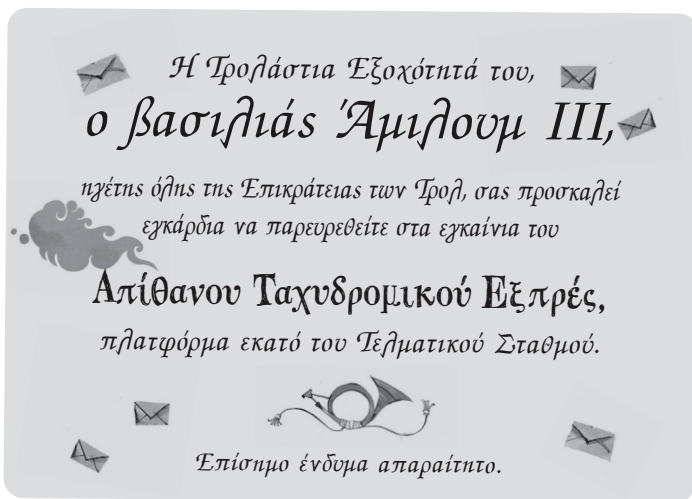 Η Τρολάστια Εξοχότητά του,
ο βασιλιάς Άμιλουμ III,
ηγέτης όλης της Επικράτειας των Τρολ, σας προσκαλεί
εγκάρδια να παρευρεθείτε στα εγκαίνια του
Απίθανου Ταχυδρομικού Εξπρές,
πλατφόρμα εκατό του Τελματικού Σταθμού.
Επίσημο ένδυμα απαραίτητο.